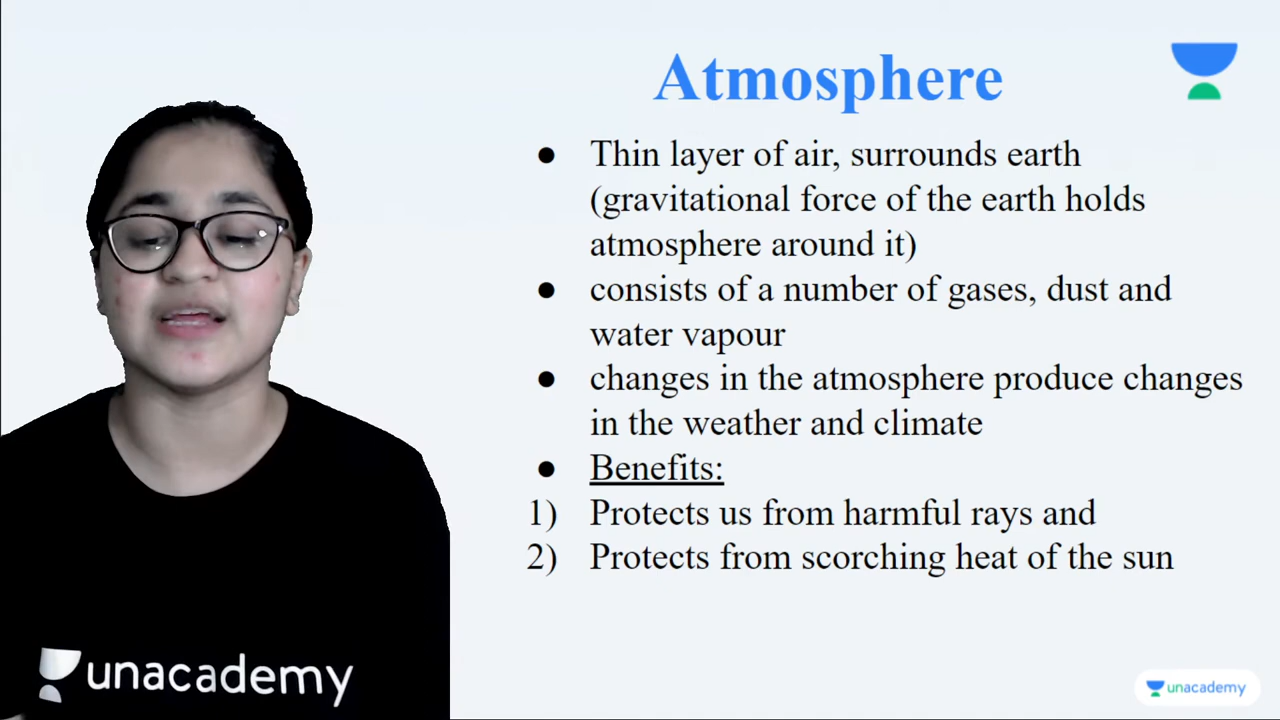 Atmosphere
● Thin layer of air, surrounds earth
(gravitational force of the earth holds
atmosphere around it)
● consists of a number of gases, dust and
water vapour
● changes in the atmosphere produce changes
in the weather and climate
● Benefits:
1) Protects us from harmful rays and
2) Protects from scorching heat of the sun
unacademy
unacademy